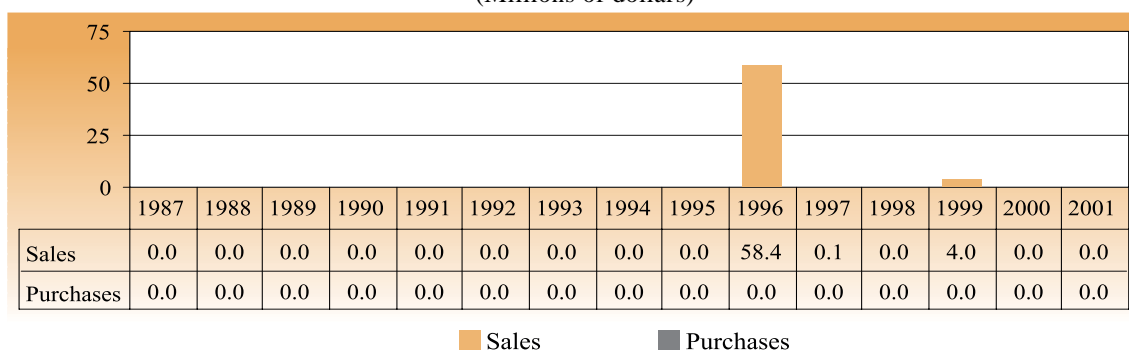 (Millions of dollars)
75
50
25
0
1987 1988 1989 1990 1991 1992 1993 1994 1995 1996 1997 1998 1999 2000 2001
Sales 0.0 0.0 0.0 0.0 0.0 0.0 0.0 0.0 0.0 58.4 0.1 0.0 4.0 0.0 0.0
Purchases 0.0 0.0 0.0 0.0 0.0 0.0 0.0 0.0 0.0 0.0 0.0 0.0 0.0 0.0 0.0
Sales Purchases